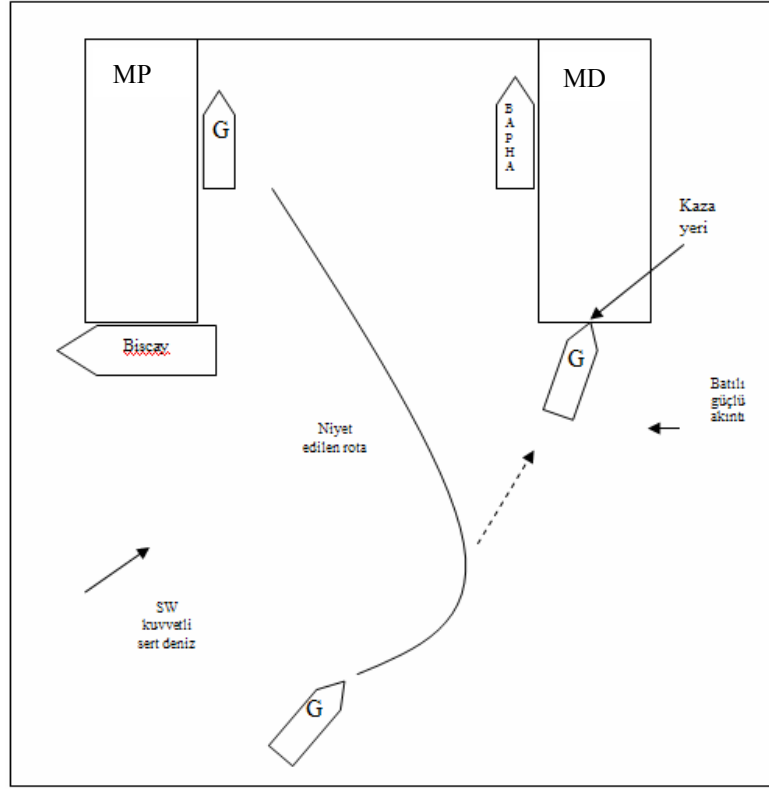 MP
MD
G
B
A
P
H
A
Kaza
yeri
Biscay
G
Batılı
güçlü
akıntı
Niyet
edilen rota
SW
kuvvetli
sert deniz
G